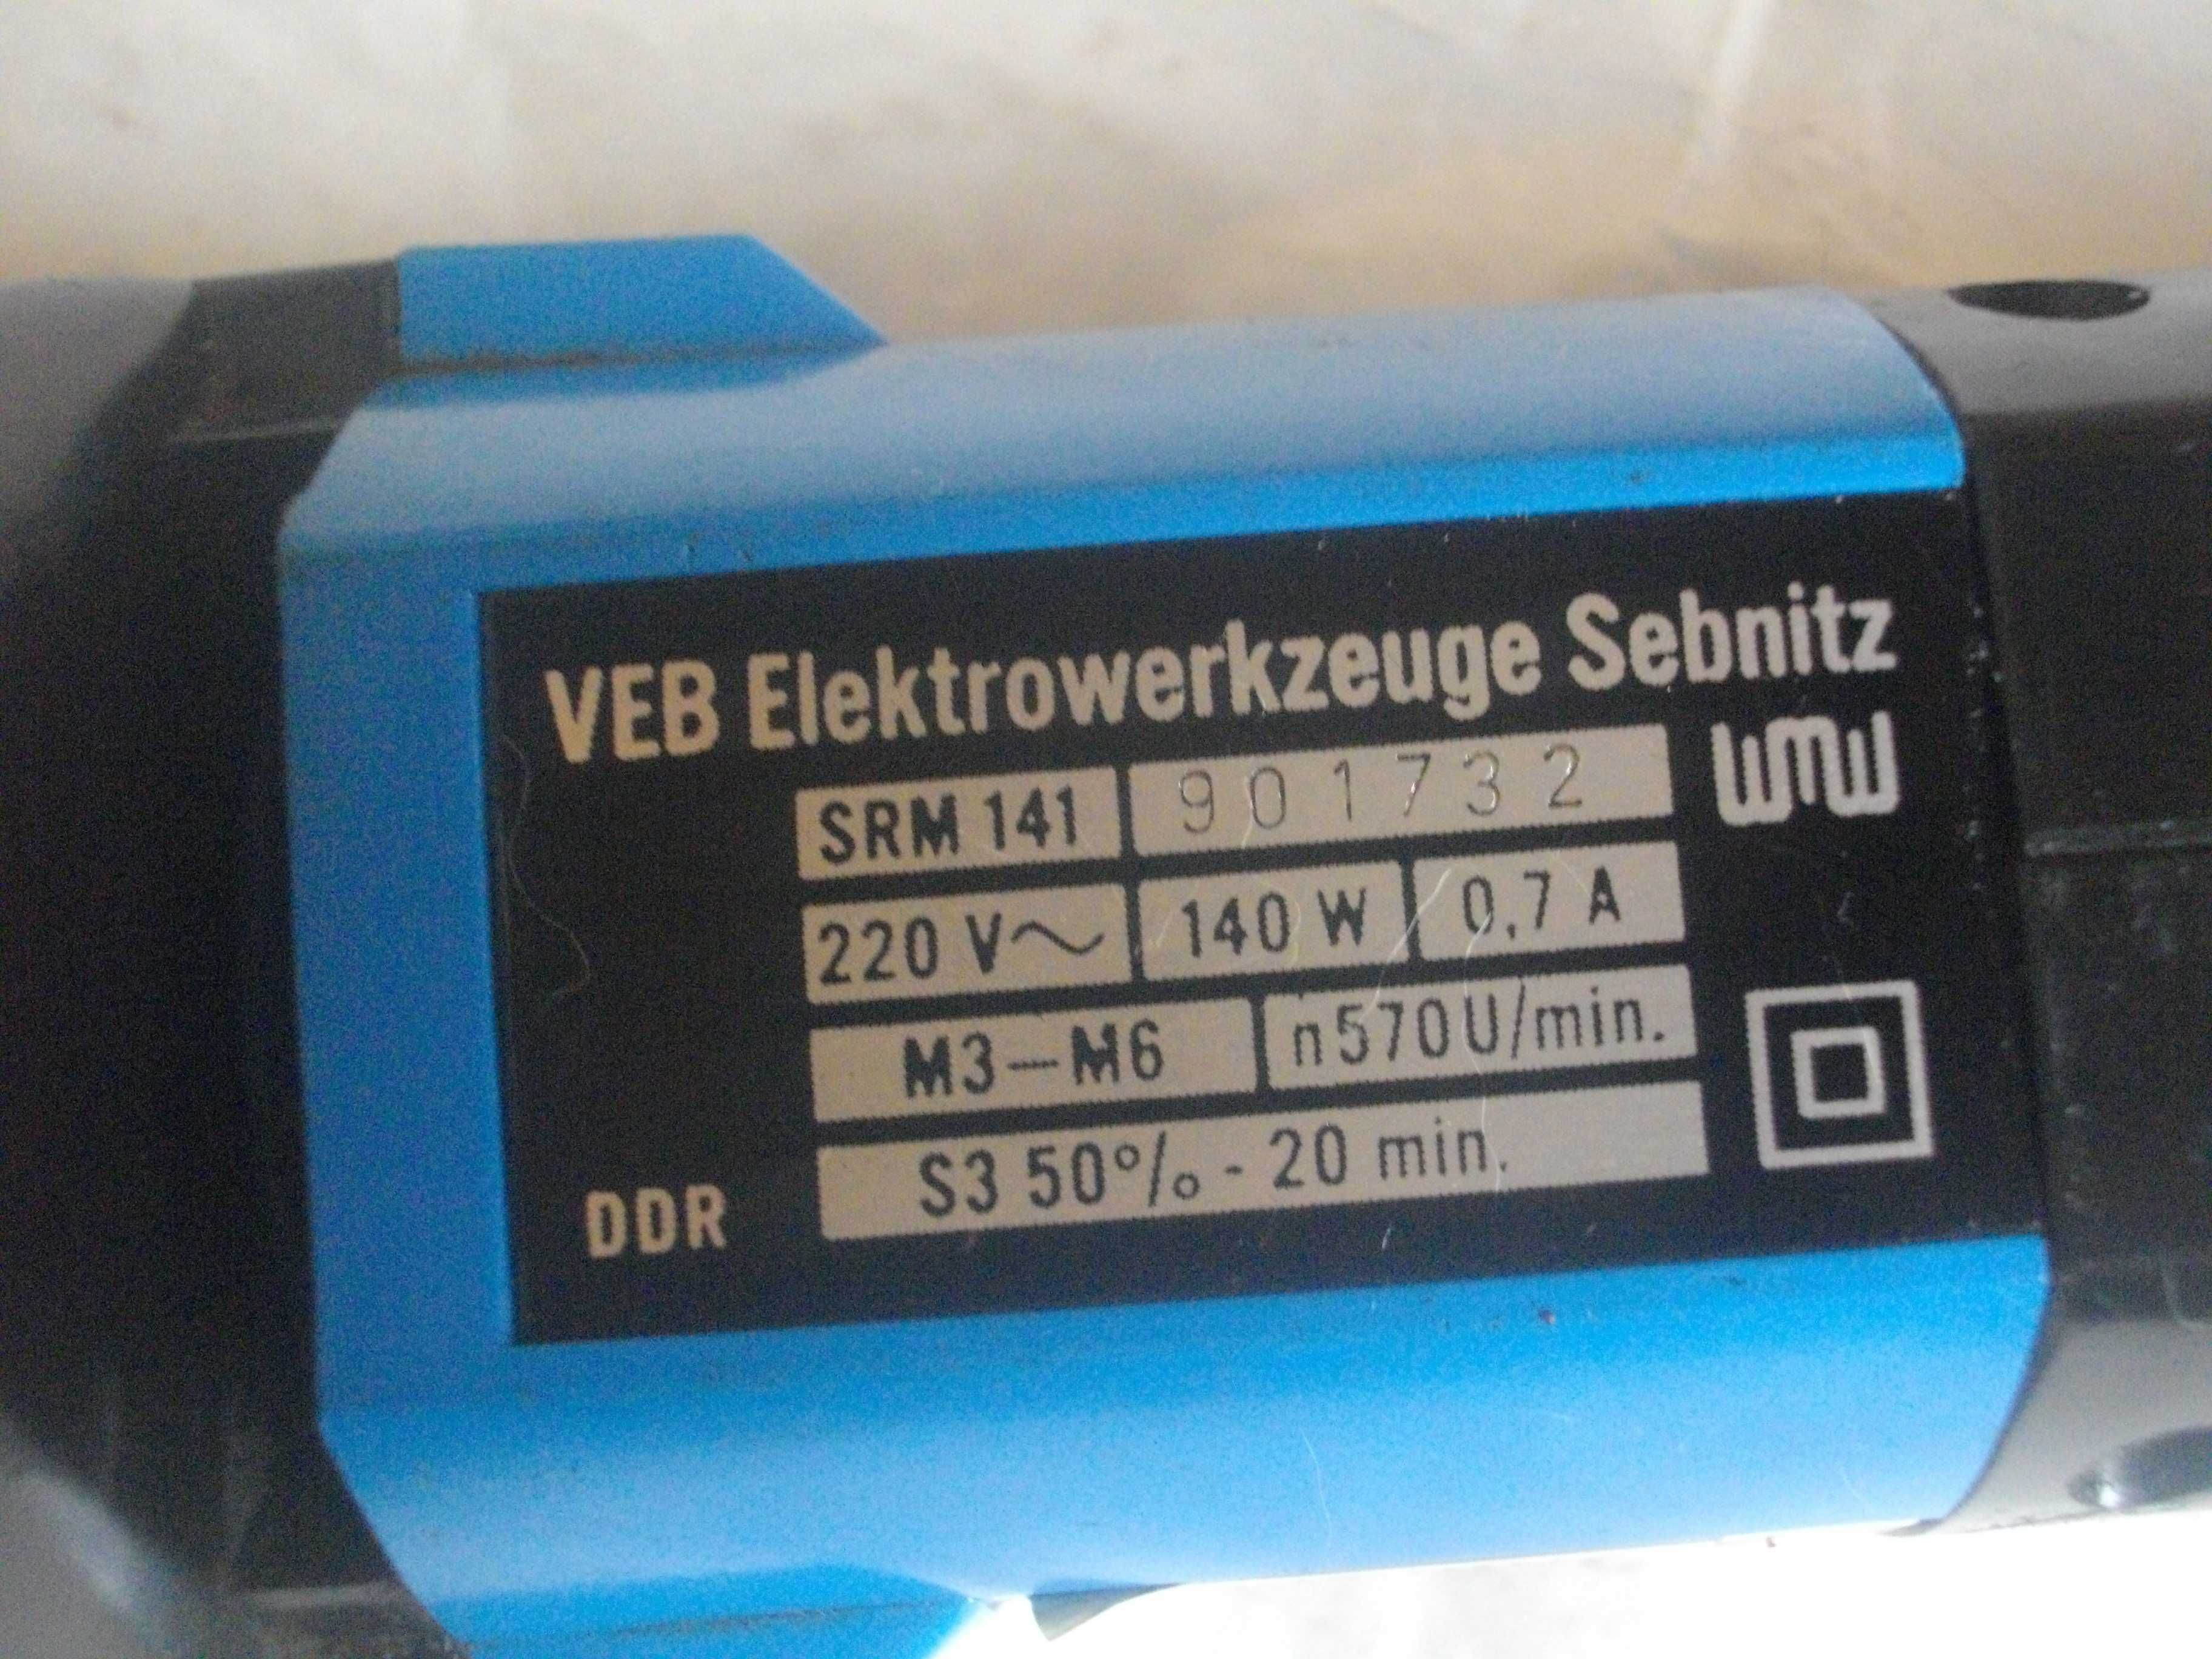 VEB Elektrowerkzeuge Sebnitz
SRM 141 901732 WMW
220 V~ 140 W 0,7 A
M3—M6 n570U/min.
S3 50% - 20 min.
DDR